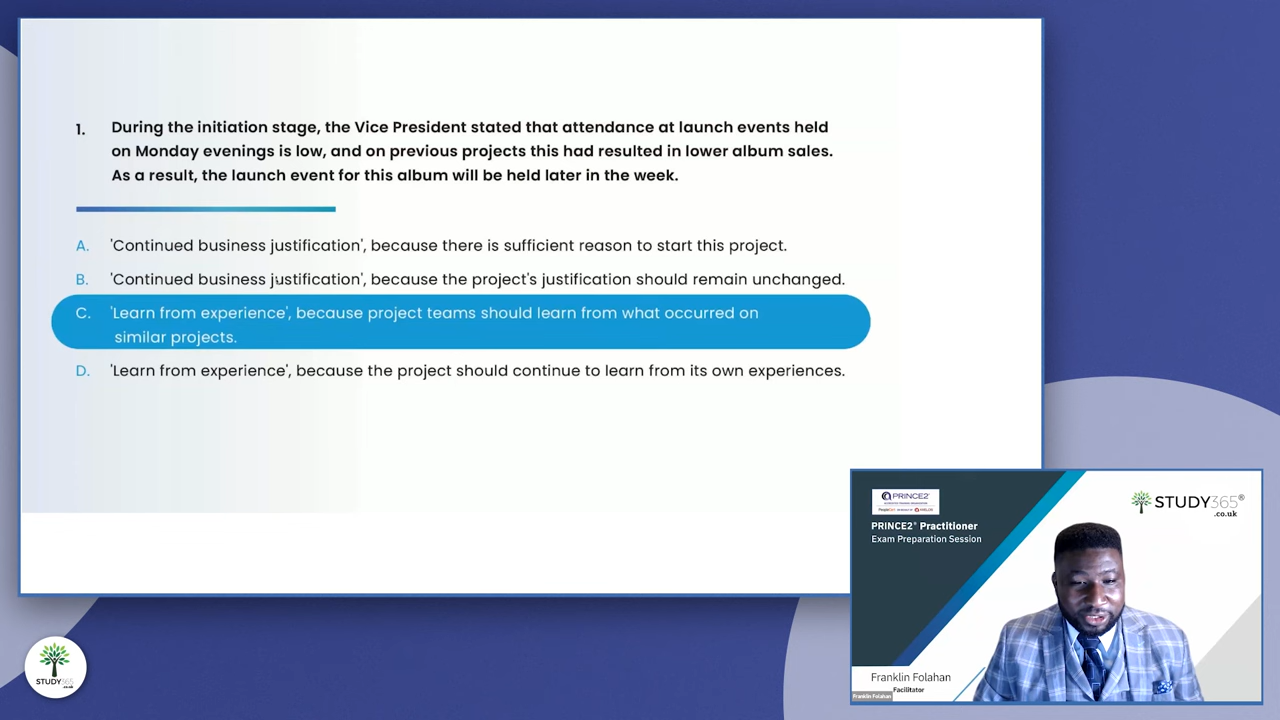 1. During the initiation stage, the Vice President stated that attendance at launch events held
on Monday evenings is low, and on previous projects this had resulted in lower album sales.
As a result, the launch event for this album will be held later in the week.
A. 'Continued business justification', because there is sufficient reason to start this project.
B. 'Continued business justification', because the project's justification should remain unchanged.
C. 'Learn from experience', because project teams should learn from what occurred on
similar projects.
D. 'Learn from experience', because the project should continue to learn from its own experiences.
PRINCE2
PRINCE2® Practitioner
Exam Preparation Session
STUDY365®
.co.uk
Franklin Folahan
Facilitator
Franklin Folahan
STUDY365
.co.uk